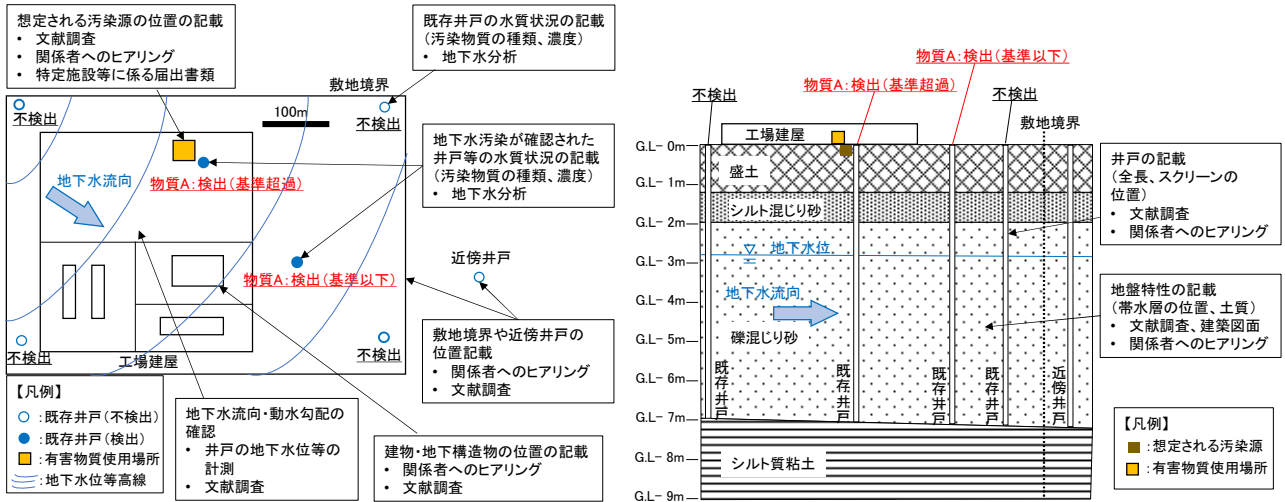 想定される汚染源の位置の記載
• 文献調査
• 関係者へのヒアリング
• 特定施設等に係る届出書類
既存井戸の水質状況の記載
(汚染物質の種類、濃度)
• 地下水分析
敷地境界
100m
不検出
不検出
地下水流向
物質A:検出(基準超過)
地下水汚染が確認された
井戸等の水質状況の記載
(汚染物質の種類、濃度)
• 地下水分析
物質A:検出(基準以下)
近傍井戸
不検出
不検出
工場建屋
敷地境界や近傍井戸の
位置記載
• 関係者へのヒアリング
• 文献調査
【凡例】
:既存井戸(不検出)
:既存井戸(検出)
:有害物質使用場所
:地下水位等高線
地下水流向・動水勾配の
確認
• 井戸の地下水位等の
計測
• 文献調査
建物・地下構造物の位置の記載
• 関係者へのヒアリング
• 文献調査
物質A:検出(基準以下)
物質A:検出(基準超過)
不検出
不検出
工場建屋
敷地境界
G.L- 0m
G.L- 1m
G.L- 2m
G.L- 3m
G.L- 4m
G.L- 5m
G.L- 6m
G.L- 7m
G.L- 8m
G.L- 9m
盛土
シルト混じり砂
地下水位
地下水流向
礫混じり砂
既存井戸
既存井戸
既存井戸
既存井戸
近傍井戸
シルト質粘土
井戸の記載
(全長、スクリーンの
位置)
• 文献調査
• 関係者へのヒアリング
地盤特性の記載
(帯水層の位置、土質)
• 文献調査、建築図面
• 関係者へのヒアリング
【凡例】
:想定される汚染源
:有害物質使用場所